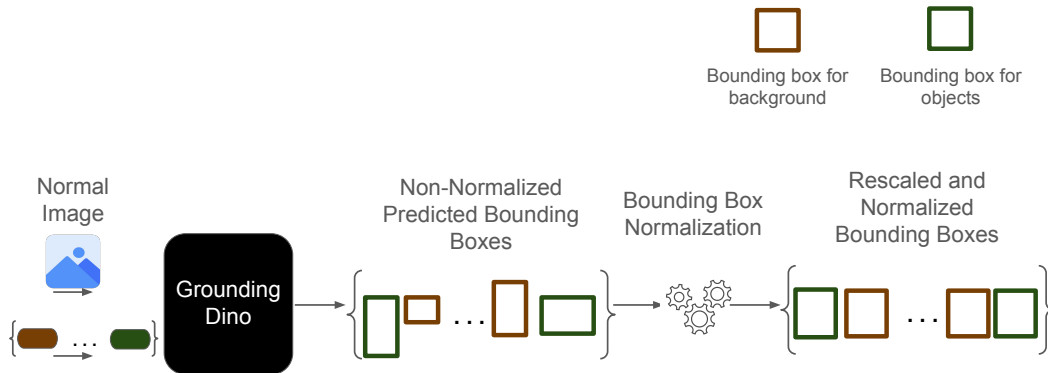 Bounding box for
background
Bounding box for
objects
Normal
Image
Non-Normalized
Predicted Bounding
Boxes
Bounding Box
Normalization
Rescaled and
Normalized
Bounding Boxes
Grounding
Dino
{ ... }
{ ... }
{ ... }